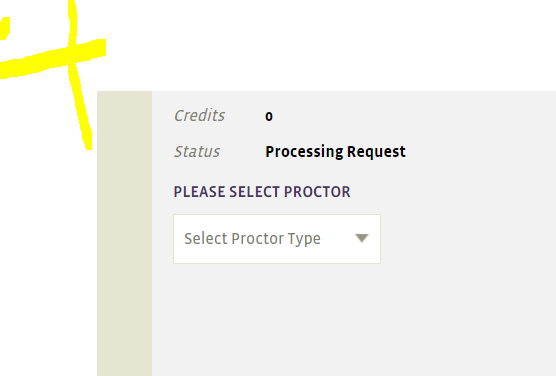 Credits 0
Status Processing Request
PLEASE SELECT PROCTOR
Select Proctor Type